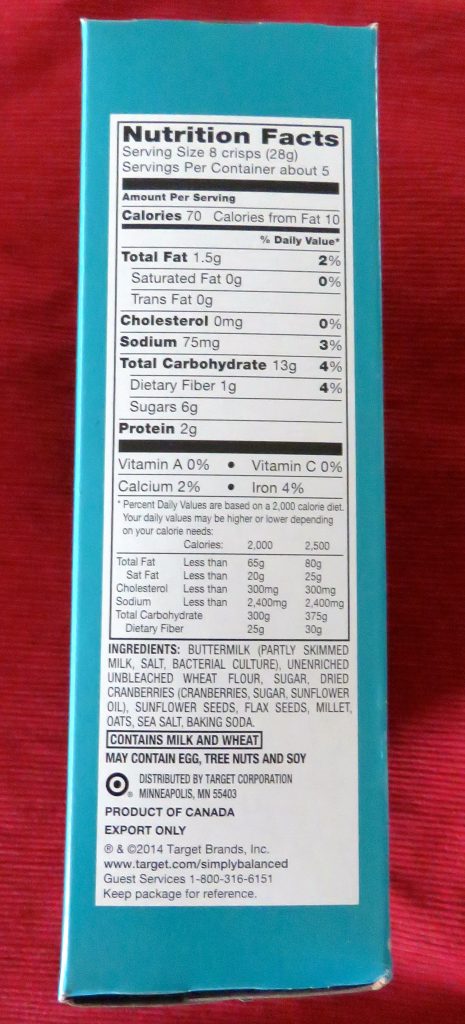 Nutrition Facts
Serving Size 8 crisps (28g)
Servings Per Container about 5
Amount Per Serving
Calories 70 Calories from Fat 10
% Daily Value*
Total Fat 1.5g 2%
Saturated Fat 0g 0%
Trans Fat 0g
Cholesterol 0mg 0%
Sodium 75mg 3%
Total Carbohydrate 13g 4%
Dietary Fiber 1g 4%
Sugars 6g
Protein 2g
Vitamin A 0% • Vitamin C 0%
Calcium 2% • Iron 4%
* Percent Daily Values are based on a 2,000 calorie diet.
Your daily values may be higher or lower depending
on your calorie needs:
Calories: 2,000 2,500
Total Fat Less than 65g 80g
Sat Fat Less than 20g 25g
Cholesterol Less than 300mg 300mg
Sodium Less than 2,400mg 2,400mg
Total Carbohydrate 300g 375g
Dietary Fiber 25g 30g
INGREDIENTS: BUTTERMILK (PARTLY SKIMMED
MILK, SALT, BACTERIAL CULTURE), UNENRICHED
UNBLEACHED WHEAT FLOUR, SUGAR, DRIED
CRANBERRIES (CRANBERRIES, SUGAR, SUNFLOWER
OIL), SUNFLOWER SEEDS, FLAX SEEDS, MILLET,
OATS, SEA SALT, BAKING SODA.
CONTAINS MILK AND WHEAT
MAY CONTAIN EGG, TREE NUTS AND SOY
® DISTRIBUTED BY TARGET CORPORATION
MINNEAPOLIS, MN 55403
PRODUCT OF CANADA
EXPORT ONLY
® & ©2014 Target Brands, Inc.
www.target.com/simplybalanced
Guest Services 1-800-316-6151
Keep package for reference.